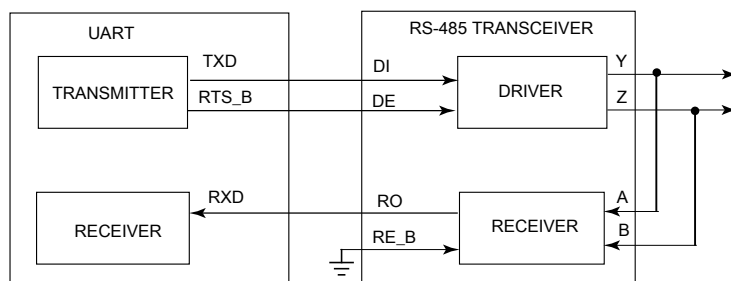 UART
RS-485 TRANSCEIVER
TXD
DI
Y
TRANSMITTER
DRIVER
RTS_B
DE
Z
RXD
RO
A
RECEIVER
RECEIVER
RE_B
B